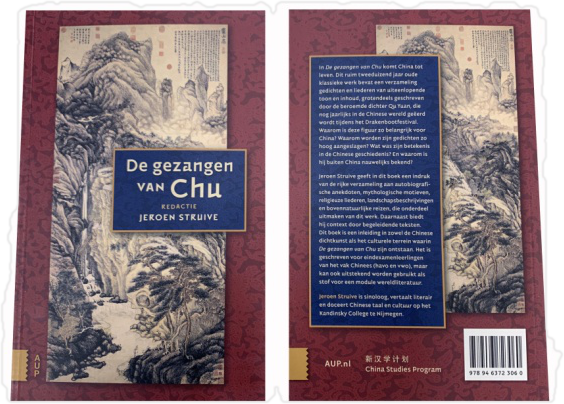 De gezangen
VAN Chu
REDACTIE
JEROEN STRUIVE
AUP
In De gezangen van Chu komt China tot
leven. Dit ruim tweeduizend jaar oude
klassieke werk bevat een verzameling
gedichten en liederen van uiteenlopende
toon en inhoud, grotendeels geschreven
door de beroemde dichter Qu Yuan, die
nog jaarlijks in de Chinese wereld geëerd
wordt tijdens het Drakenbootfestival.
Waarom is deze figuur zo belangrijk voor
China? Waarom worden zijn gedichten zo
hoog aangeslagen? Wat was zijn betekenis
in de Chinese geschiedenis? En waarom is
hij buiten China nauwelijks bekend?
Jeroen Struive geeft in dit boek een indruk
van de rijke verzameling aan autobiografi-
sche anekdotes, mythologische motieven,
religieuze liederen, landschapsbeschrijvingen
en bovennatuurlijke reizen, die onderdeel
uitmaken van dit werk. Daarnaast biedt
hij context door begeleidende teksten.
Dit boek is een inleiding in zowel de Chinese
dichtkunst als het culturele terrein waarin
De gezangen van Chu zijn ontstaan. Het is
geschreven voor eindexamenleerlingen
van het vak Chinees (havo en vwo), maar
kan ook uitstekend worden gebruikt als
stof voor een module wereldliteratuur.
Jeroen Struive is sinoloog, vertaalt literair
en doceert Chinese taal en cultuur op het
Kandinsky College te Nijmegen.
AUP.nl
新汉学计划
China Studies Program
978 94 6372 306 0